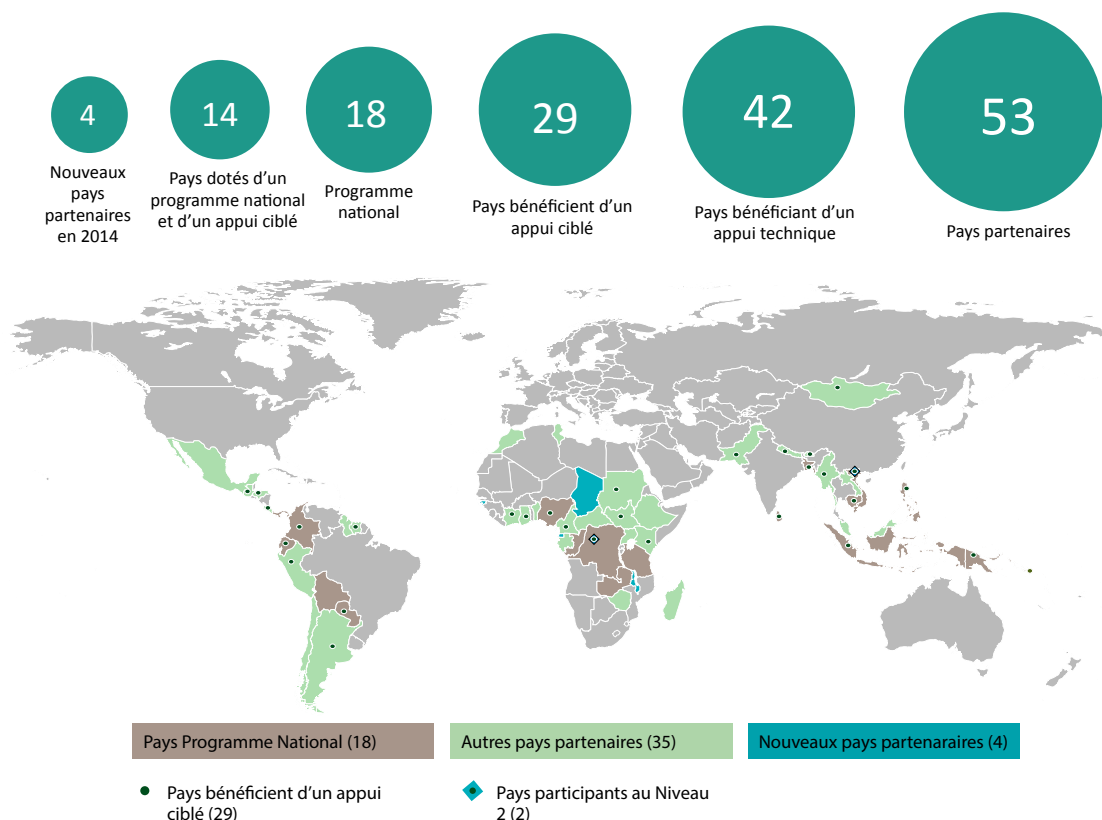 4
Nouveaux
pays
partenaires
en 2014
14
Pays dotés d'un
programme national
et d'un appui ciblé
18
Programme
national
29
Pays bénéficient d'un
appui ciblé
42
Pays bénéficiant d'un
appui technique
53
Pays partenaires
Pays Programme National (18)
Autres pays partenaires (35)
Nouveaux pays partenaraires (4)
Pays bénéficient d'un appui
ciblé (29)
Pays participants au Niveau
2 (2)